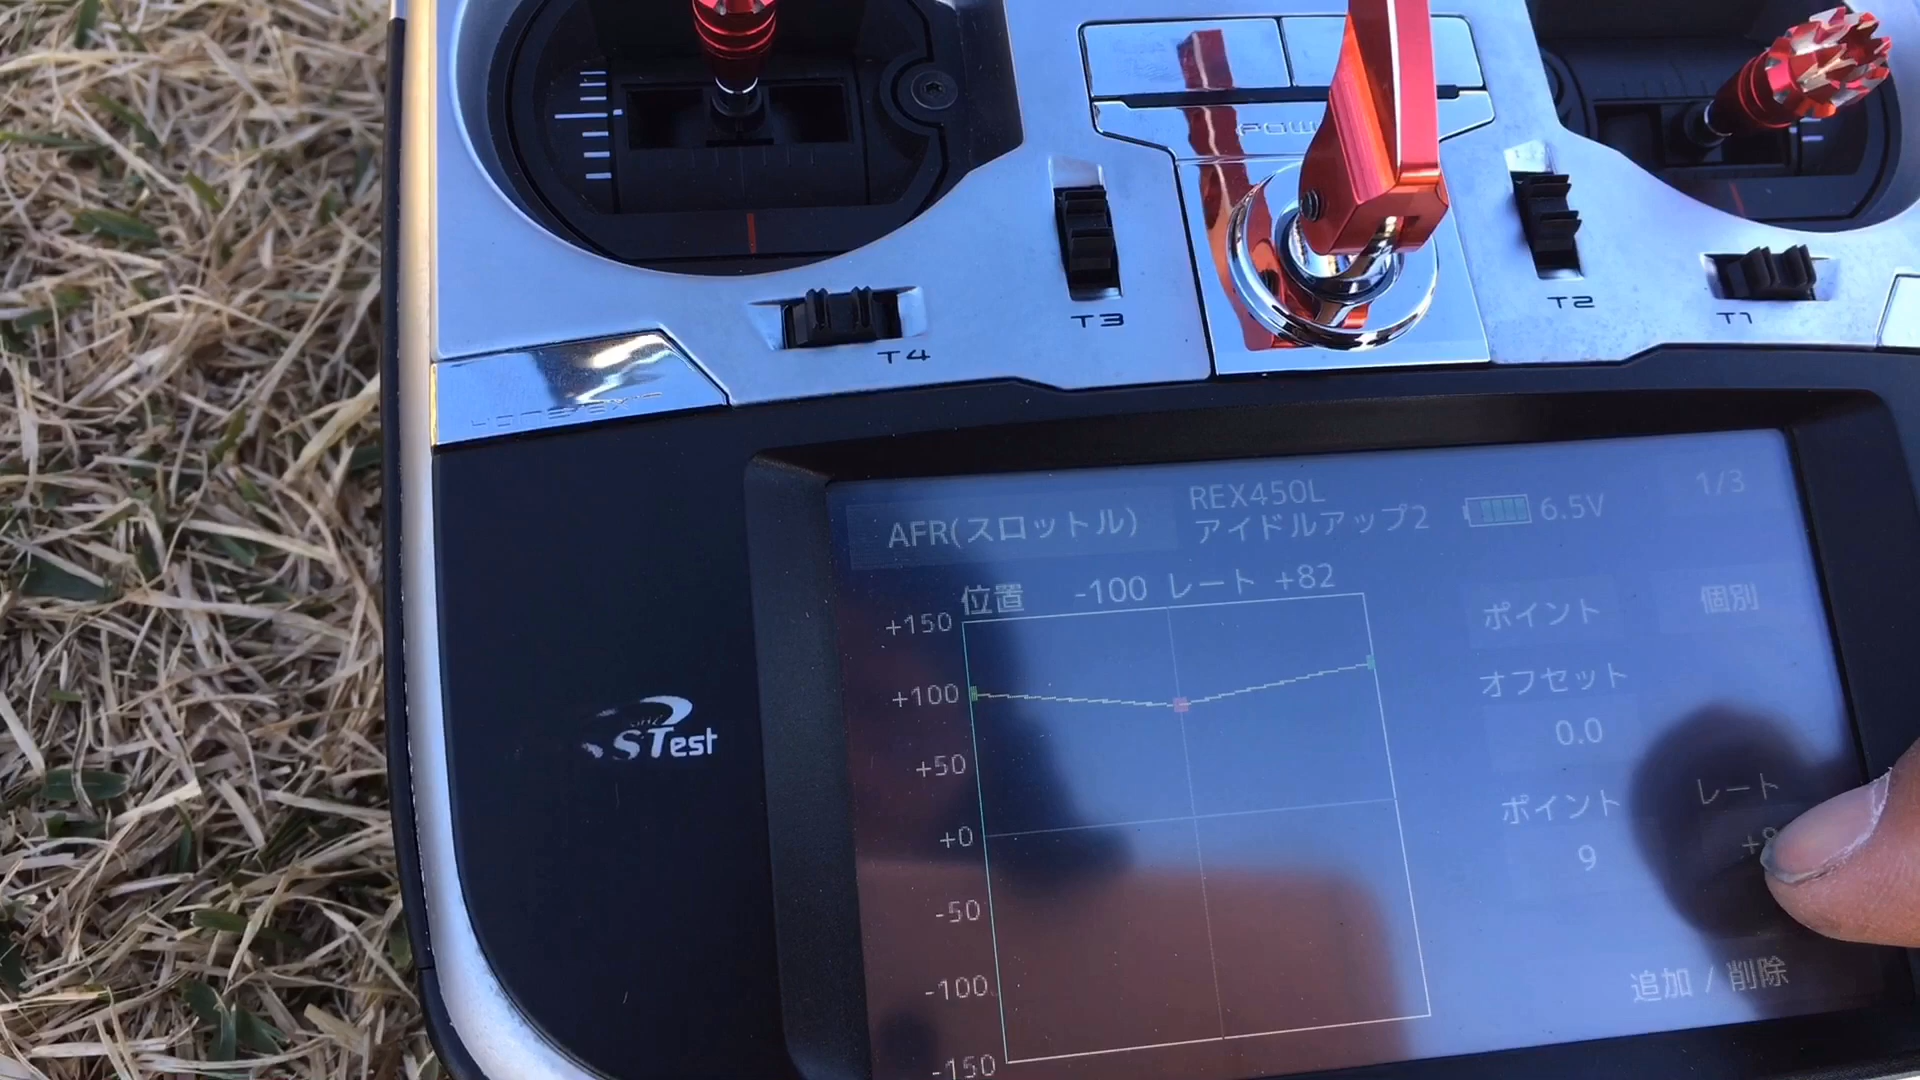 T3
T4
T2
T1
STest
AFR(スロットル)
REX450L
アイドルアップ2
6.5V
1/3
位置 -100 レート +82
+150
+100
+50
+0
-50
-100
-150
ポイント
個別
オフセット
0.0
ポイント
レート
9
追加 / 削除